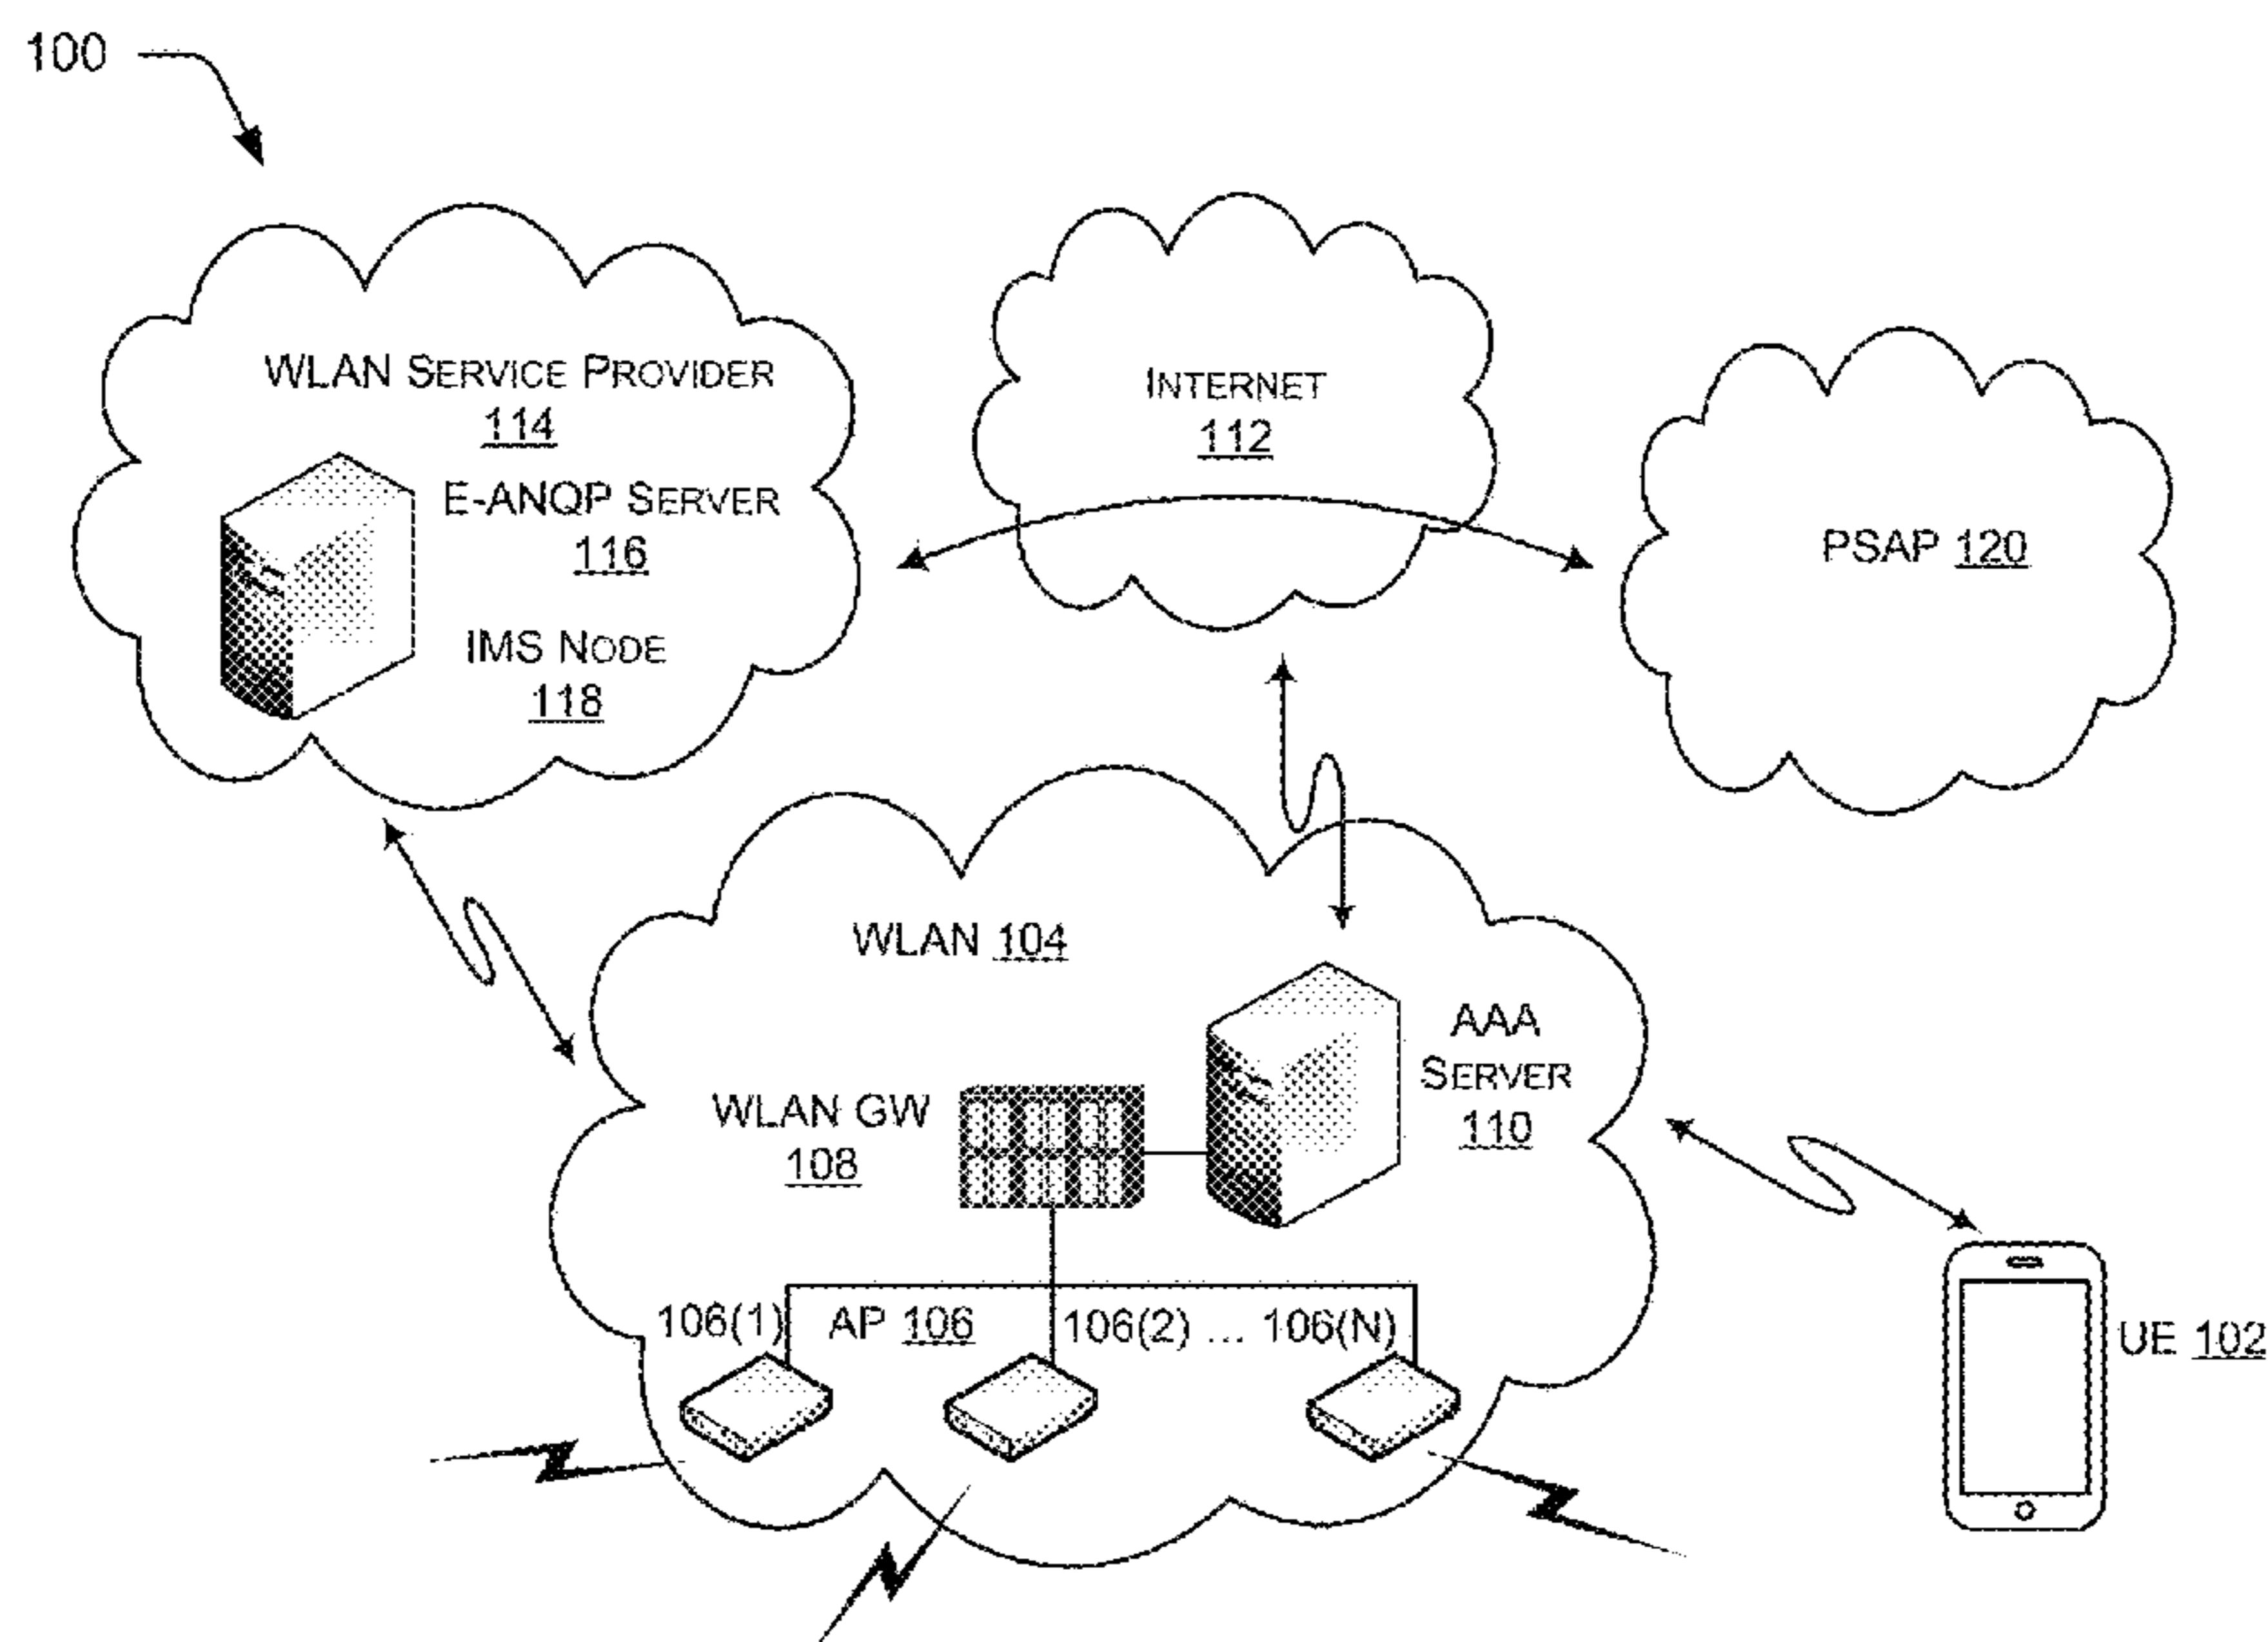 100
WLAN SERVICE PROVIDER
114
E-ANQP SERVER
116
IMS NODE
118
INTERNET
112
PSAP 120
WLAN 104
AAA
SERVER
110
WLAN GW
108
106(1) AP 106 106(2) ... 106(N)
UE 102